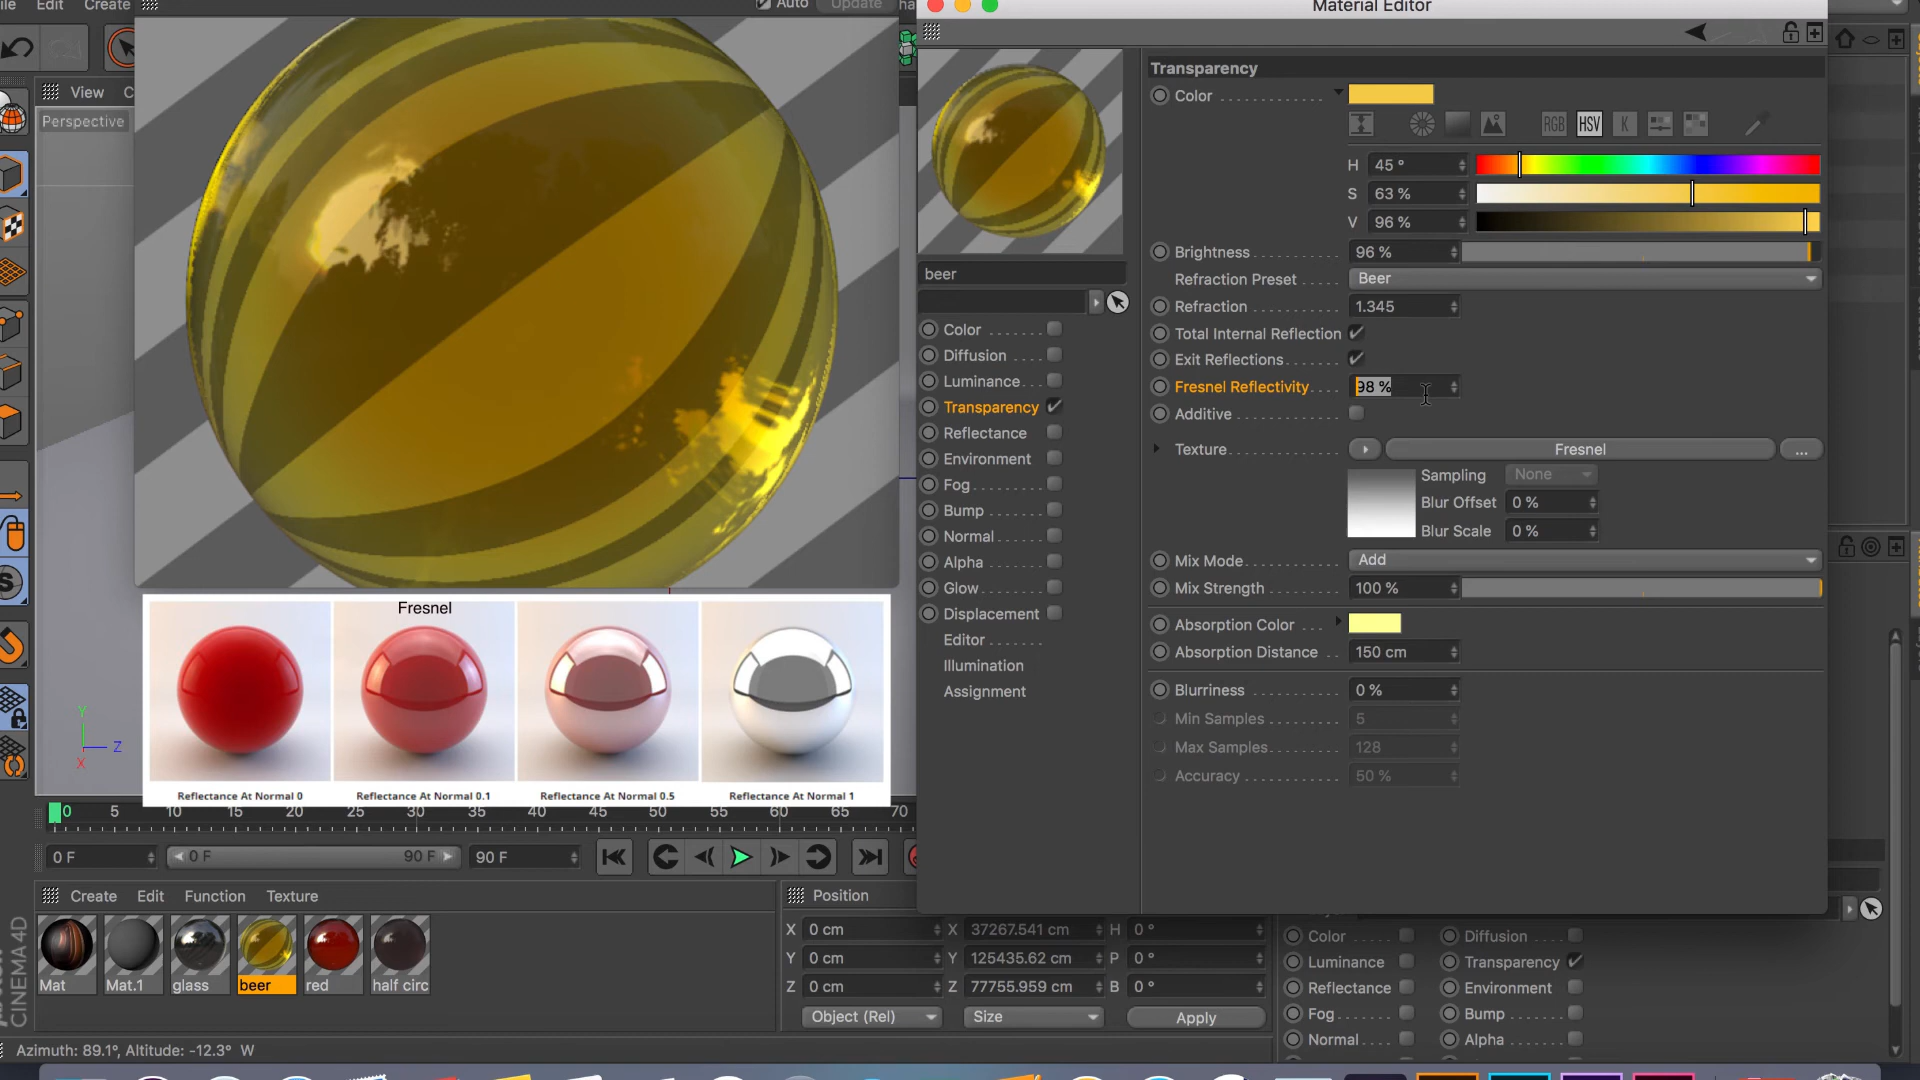 Edit
Create
Auto
Update
Material Editor
View
Perspective
Transparency
Color
H 45 °
RGB
HSV
K
S 63 %
V 96 %
Brightness 96 %
Refraction Preset Beer
Refraction 1.345
Total Internal Reflection
Exit Reflections
Fresnel Reflectivity 98 %
Additive
Texture Fresnel ...
Sampling None
Blur Offset 0 %
Blur Scale 0 %
Mix Mode Add
Mix Strength 100 %
Absorption Color
Absorption Distance 150 cm
Blurriness 0 %
Min Samples 5
Max Samples 128
Accuracy 50 %
beer
Color
Diffusion
Luminance
Transparency
Reflectance
Environment
Fog
Bump
Normal
Alpha
Glow
Displacement
Editor
Illumination
Assignment
Fresnel
Reflectance At Normal 0
Reflectance At Normal 0.1
Reflectance At Normal 0.5
Reflectance At Normal 1
Y
Z
X
0 5 10 15 20 25 30 35 40 45 50 55 60 65 70
0 F
0 F 90 F
90 F
Create Edit Function Texture
Position
Mat
Mat.1
glass
beer
red
half circ
X 0 cm X 37267.541 cm H 0 °
Y 0 cm Y 125435.62 cm P 0 °
Z 0 cm Z 77755.959 cm B 0 °
Object (Rel) Size Apply
Color Diffusion
Luminance Transparency
Reflectance Environment
Fog Bump
Normal Alpha
CINEMA 4D
Azimuth: 89.1°, Altitude: -12.3° W